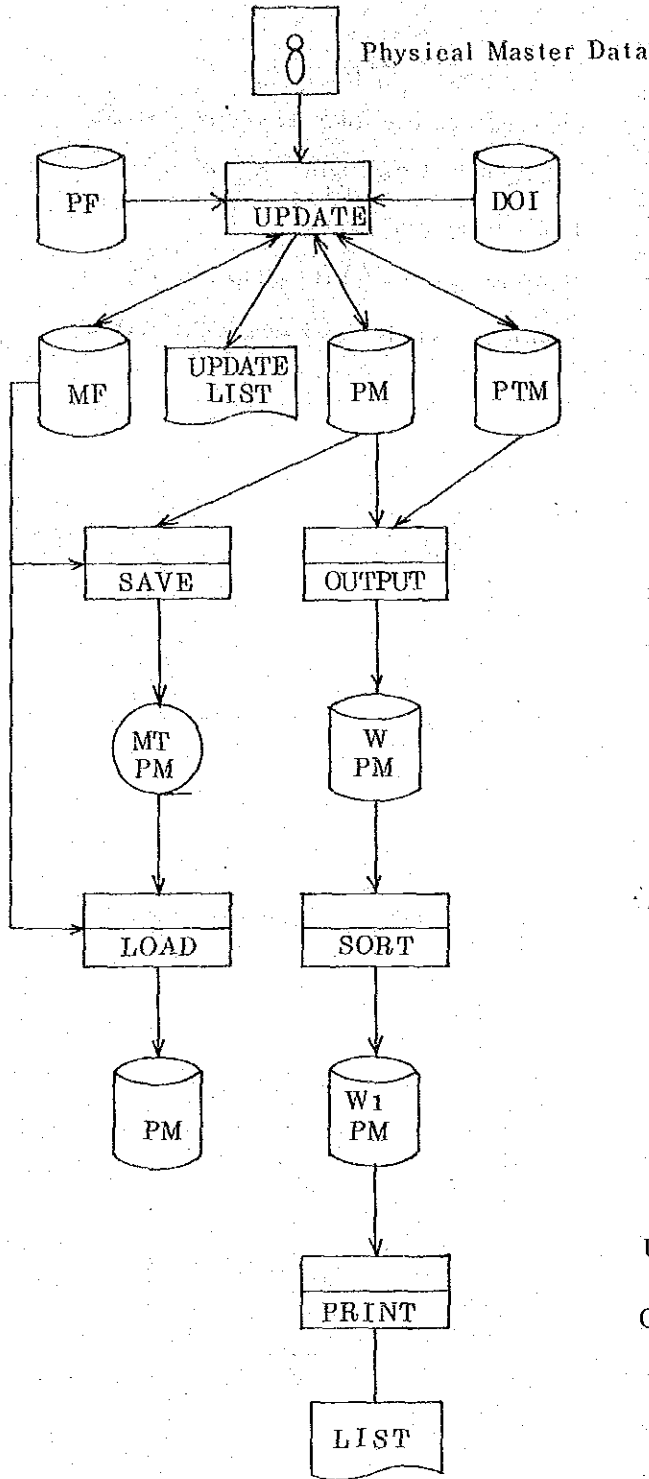 Physical Master Data
PF
UPDATE
DOI
MF
UPDATE
LIST
PM
PTM
SAVE
OUTPUT
MT
PM
W
PM
LOAD
SORT
PM
W1
PM
PRINT
LIST